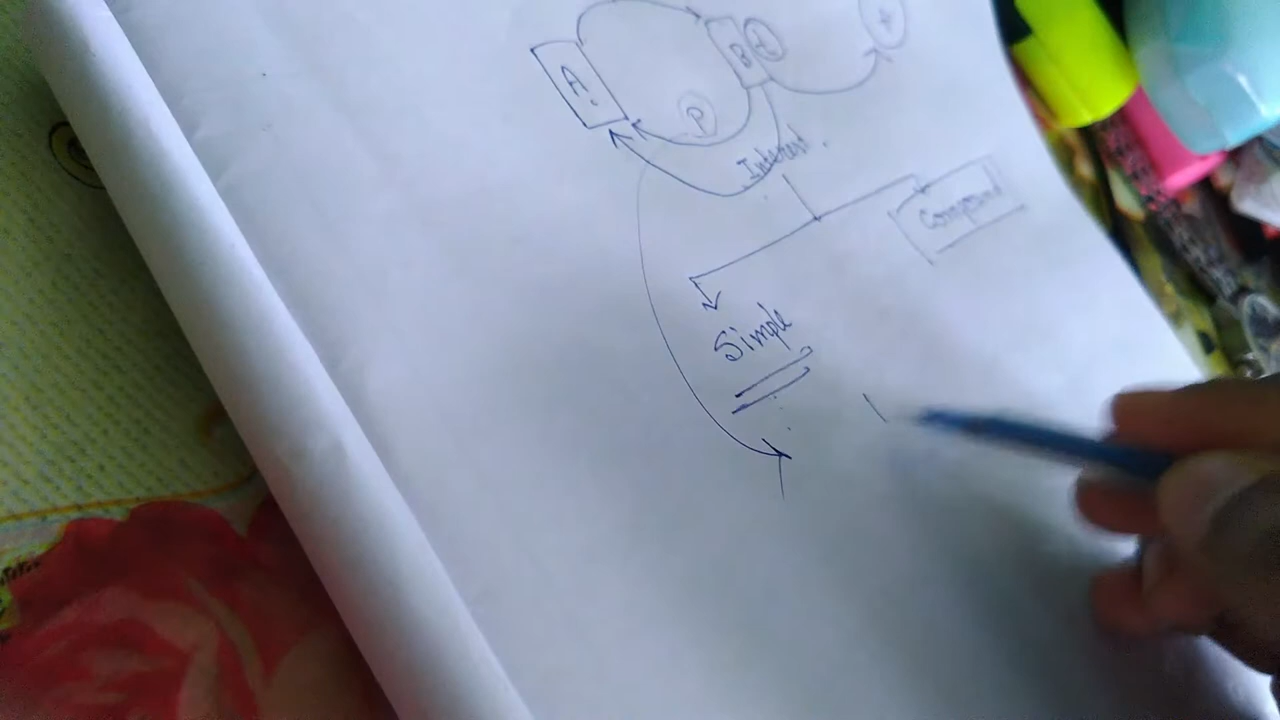 A.
B
t
+
P
Interest.
Compound
Simple